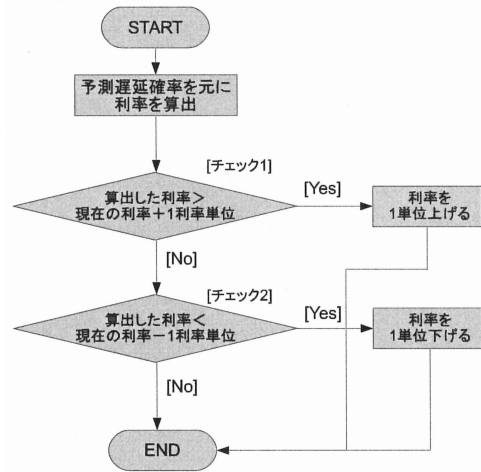 START
予測遅延確率を元に
利率を算出
[チェック1]
算出した利率＞
現在の利率＋1利率単位
[Yes]
利率を
1単位上げる
[No]
[チェック2]
算出した利率＜
現在の利率－1利率単位
[Yes]
利率を
1単位下げる
[No]
END